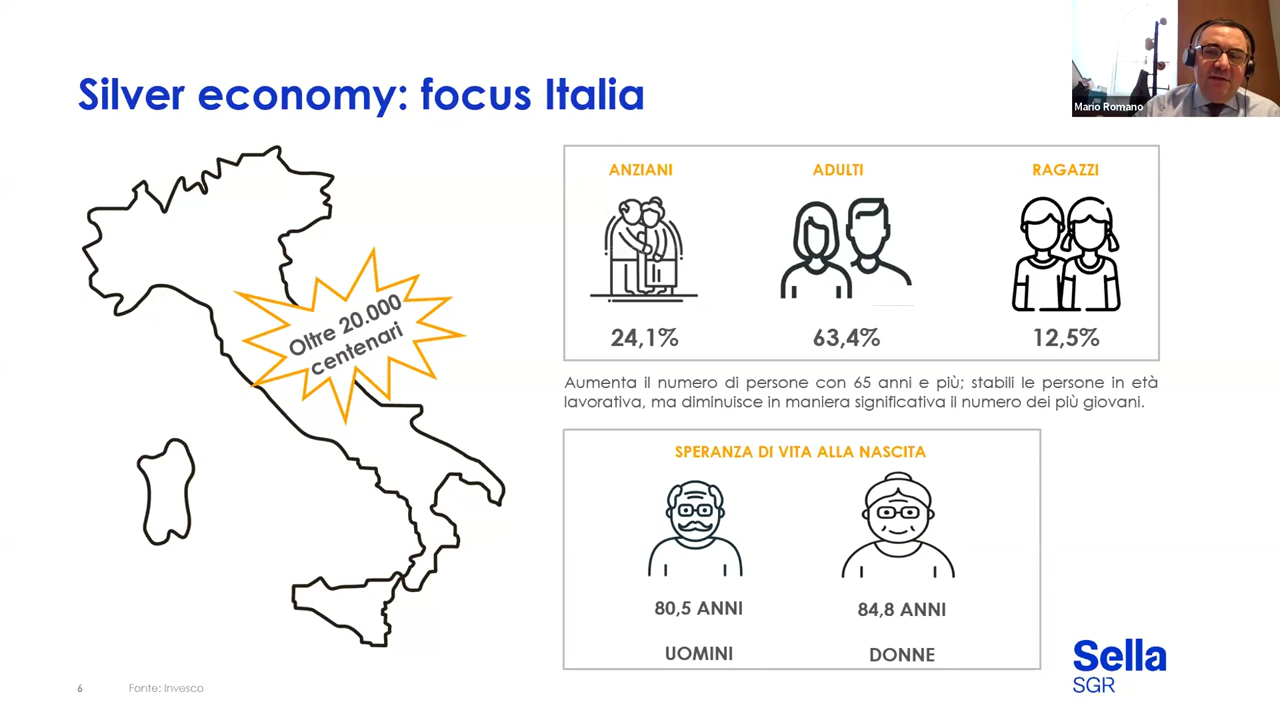 Mario Romano
Silver economy: focus Italia
Oltre 20.000
centenari
ANZIANI
ADULTI
RAGAZZI
24,1%
63,4%
12,5%
Aumenta il numero di persone con 65 anni e più; stabili le persone in età
lavorativa, ma diminuisce in maniera significativa il numero dei più giovani.
SPERANZA DI VITA ALLA NASCITA
80,5 ANNI
84,8 ANNI
UOMINI
DONNE
Sella
SGR
6
Fonte: Invesco